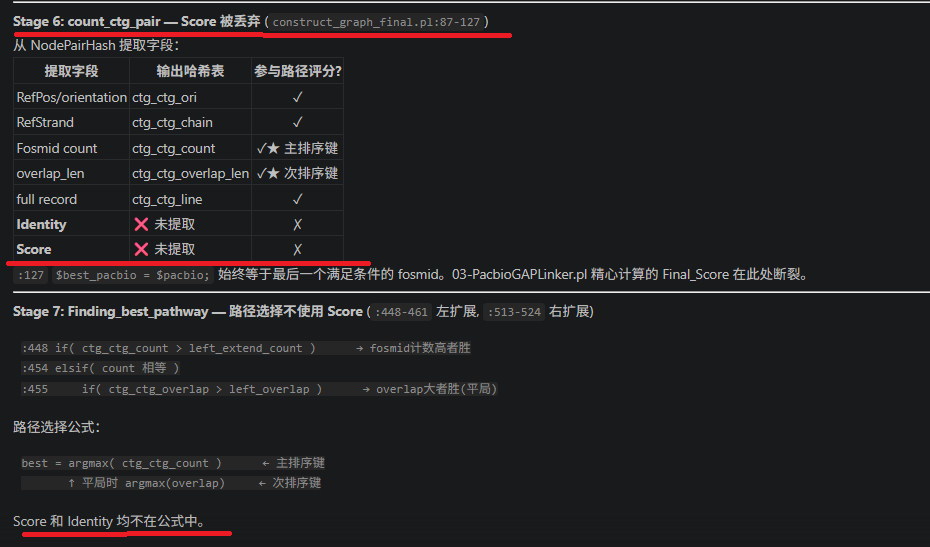 Stage 6: count_ctg_pair — Score 被丢弃 (construct_graph_final.pl:87-127)
从 NodePairHash 提取字段：
提取字段 输出哈希表 参与路径评分?
RefPos/orientation ctg_ctg_ori ✓
RefStrand ctg_ctg_chain ✓
Fosmid count ctg_ctg_count ✓★ 主排序键
overlap_len ctg_ctg_overlap_len ✓★ 次排序键
full record ctg_ctg_line ✓
Identity ❌ 未提取 ✗
Score ❌ 未提取 ✗
:127 $best_pacbio = $pacbio; 始终等于最后一个满足条件的 fosmid。03-PacbioGAPLinker.pl 精心计算的 Final_Score 在此处断裂。
Stage 7: Finding_best_pathway — 路径选择不使用 Score (:448-461 左扩展, :513-524 右扩展)
:448 if( ctg_ctg_count > left_extend_count ) → fosmid计数高者胜
:454 elsif( count 相等 )
:455 if( ctg_ctg_overlap > left_overlap ) → overlap大者胜(平局)
路径选择公式：
best = argmax( ctg_ctg_count ) ← 主排序键
↑ 平局时 argmax(overlap) ← 次排序键
Score 和 Identity 均不在公式中。